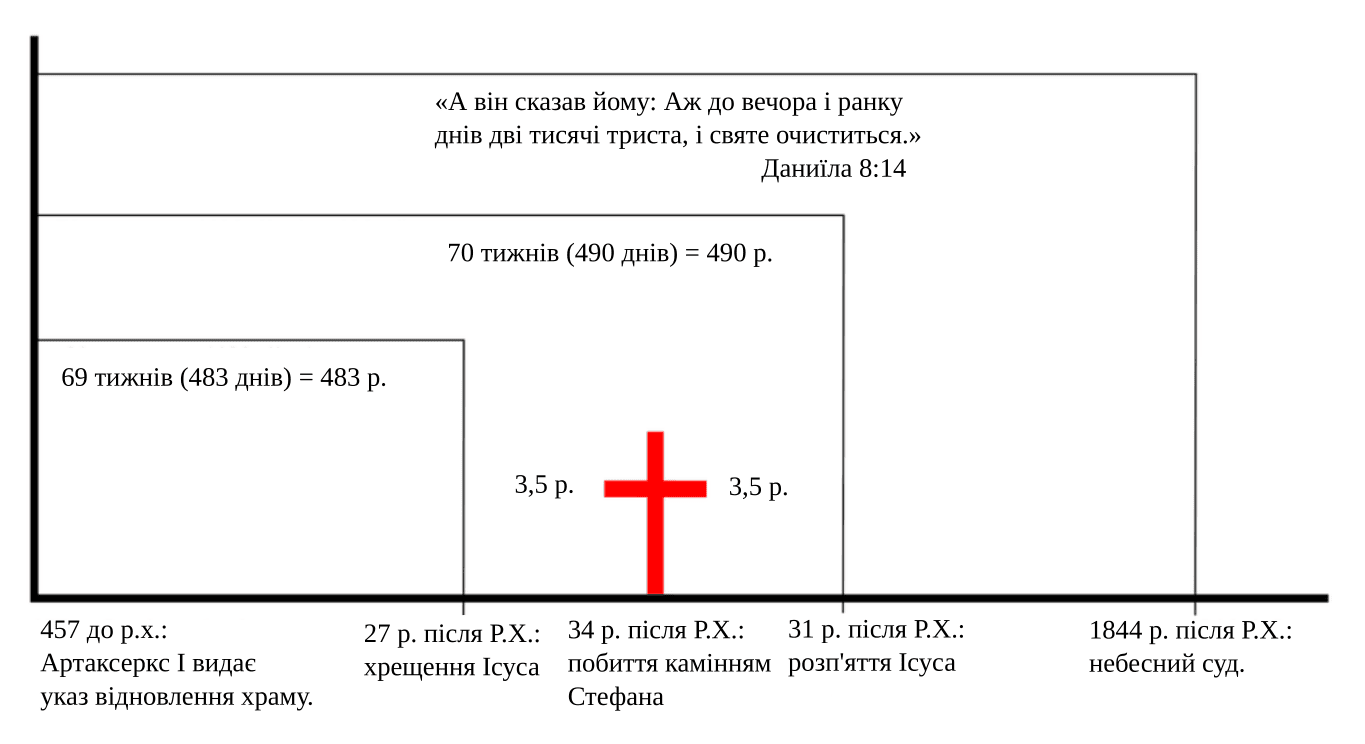 «А він сказав йому: Аж до вечора і ранку
днів дві тисячі триста, і святе очиститься.»
Даниїла 8:14
70 тижнів (490 днів) = 490 р.
69 тижнів (483 днів) = 483 р.
3,5 р.
3,5 р.
457 до р.х.:
Артаксеркс І видає
указ відновлення храму.
27 р. після Р.Х.:
хрещення Ісуса
34 р. після Р.Х.:
побиття камінням
Стефана
31 р. після Р.Х.:
розп'яття Ісуса
1844 р. після Р.Х.:
небесний суд.